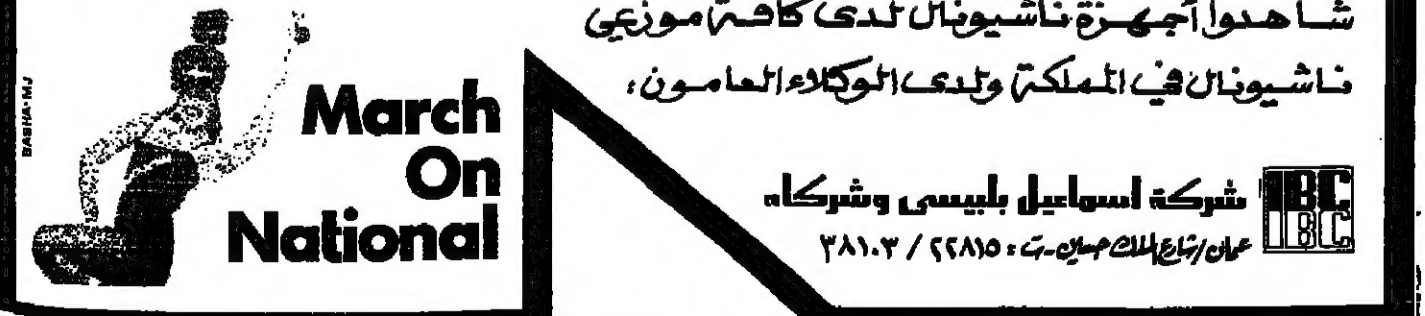 شاهدوا أجهزة ناشيونال لدى كافة موزعي
ناشيونال في المملكة ولدى الوكلاء العامون:
IBC
شركة اسماعيل بلبيسي وشركاه
عمان/شارع الملك حسين - ت: ٢٢٨١٥ / ٣٨١٠٣
March
On
National
BASHA-MJ